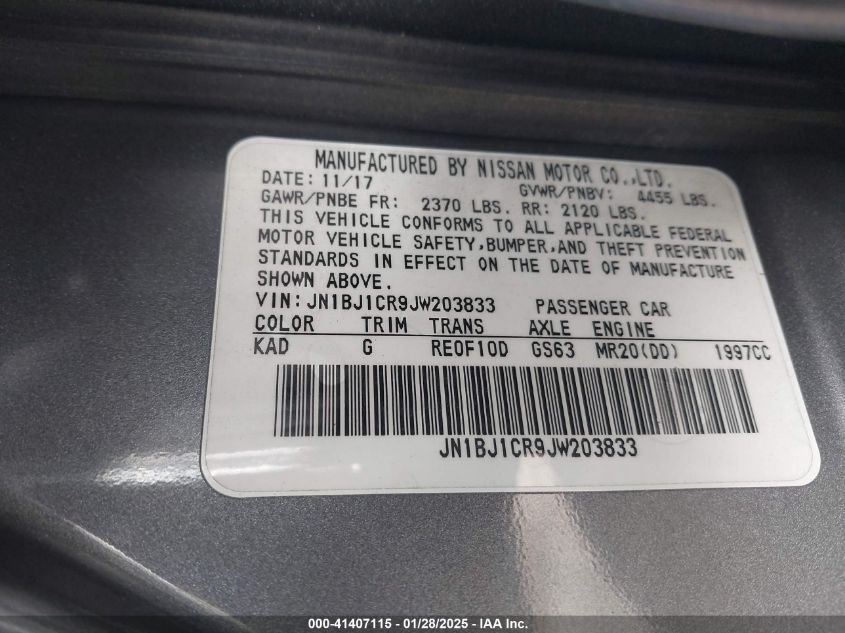 MANUFACTURED BY NISSAN MOTOR CO.,LTD.
DATE: 11/17 GVWR/PNBV: 4455 LBS.
GAWR/PNBE FR: 2370 LBS. RR: 2120 LBS.
THIS VEHICLE CONFORMS TO ALL APPLICABLE FEDERAL
MOTOR VEHICLE SAFETY,BUMPER,AND THEFT PREVENTION
STANDARDS IN EFFECT ON THE DATE OF MANUFACTURE
SHOWN ABOVE.
VIN: JN1BJ1CR9JW203833 PASSENGER CAR
COLOR TRIM TRANS AXLE ENGINE
KAD G RE0F10D GS63 MR20(DD) 1997CC
JN1BJ1CR9JW203833
000-41407115 - 01/28/2025 - IAA Inc.